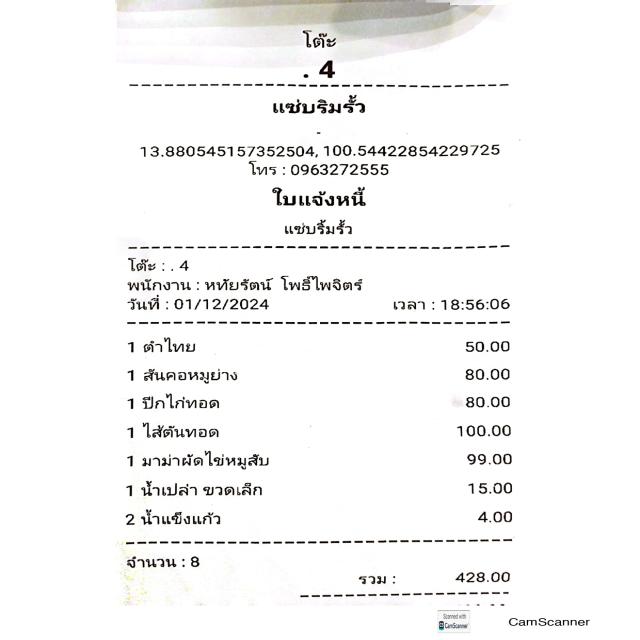 โต๊ะ
. 4
แซ่บริมรั้ว
-
13.880545157352504, 100.54422854229725
โทร : 0963272555
ใบแจ้งหนี้
แซ่บริ้มรั้ว
โต๊ะ : . 4
พนักงาน : หทัยรัตน์ โพธิ์ไพจิตร์
วันที่ : 01/12/2024 เวลา : 18:56:06
1 ตำไทย 50.00
1 สันคอหมูย่าง 80.00
1 ปีกไก่ทอด 80.00
1 ไส้ตันทอด 100.00
1 มาม่าผัดไข่หมูสับ 99.00
1 น้ำเปล่า ขวดเล็ก 15.00
2 น้ำแข็งแก้ว 4.00
จำนวน : 8
รวม : 428.00
Scanned with
CamScanner
CamScanner